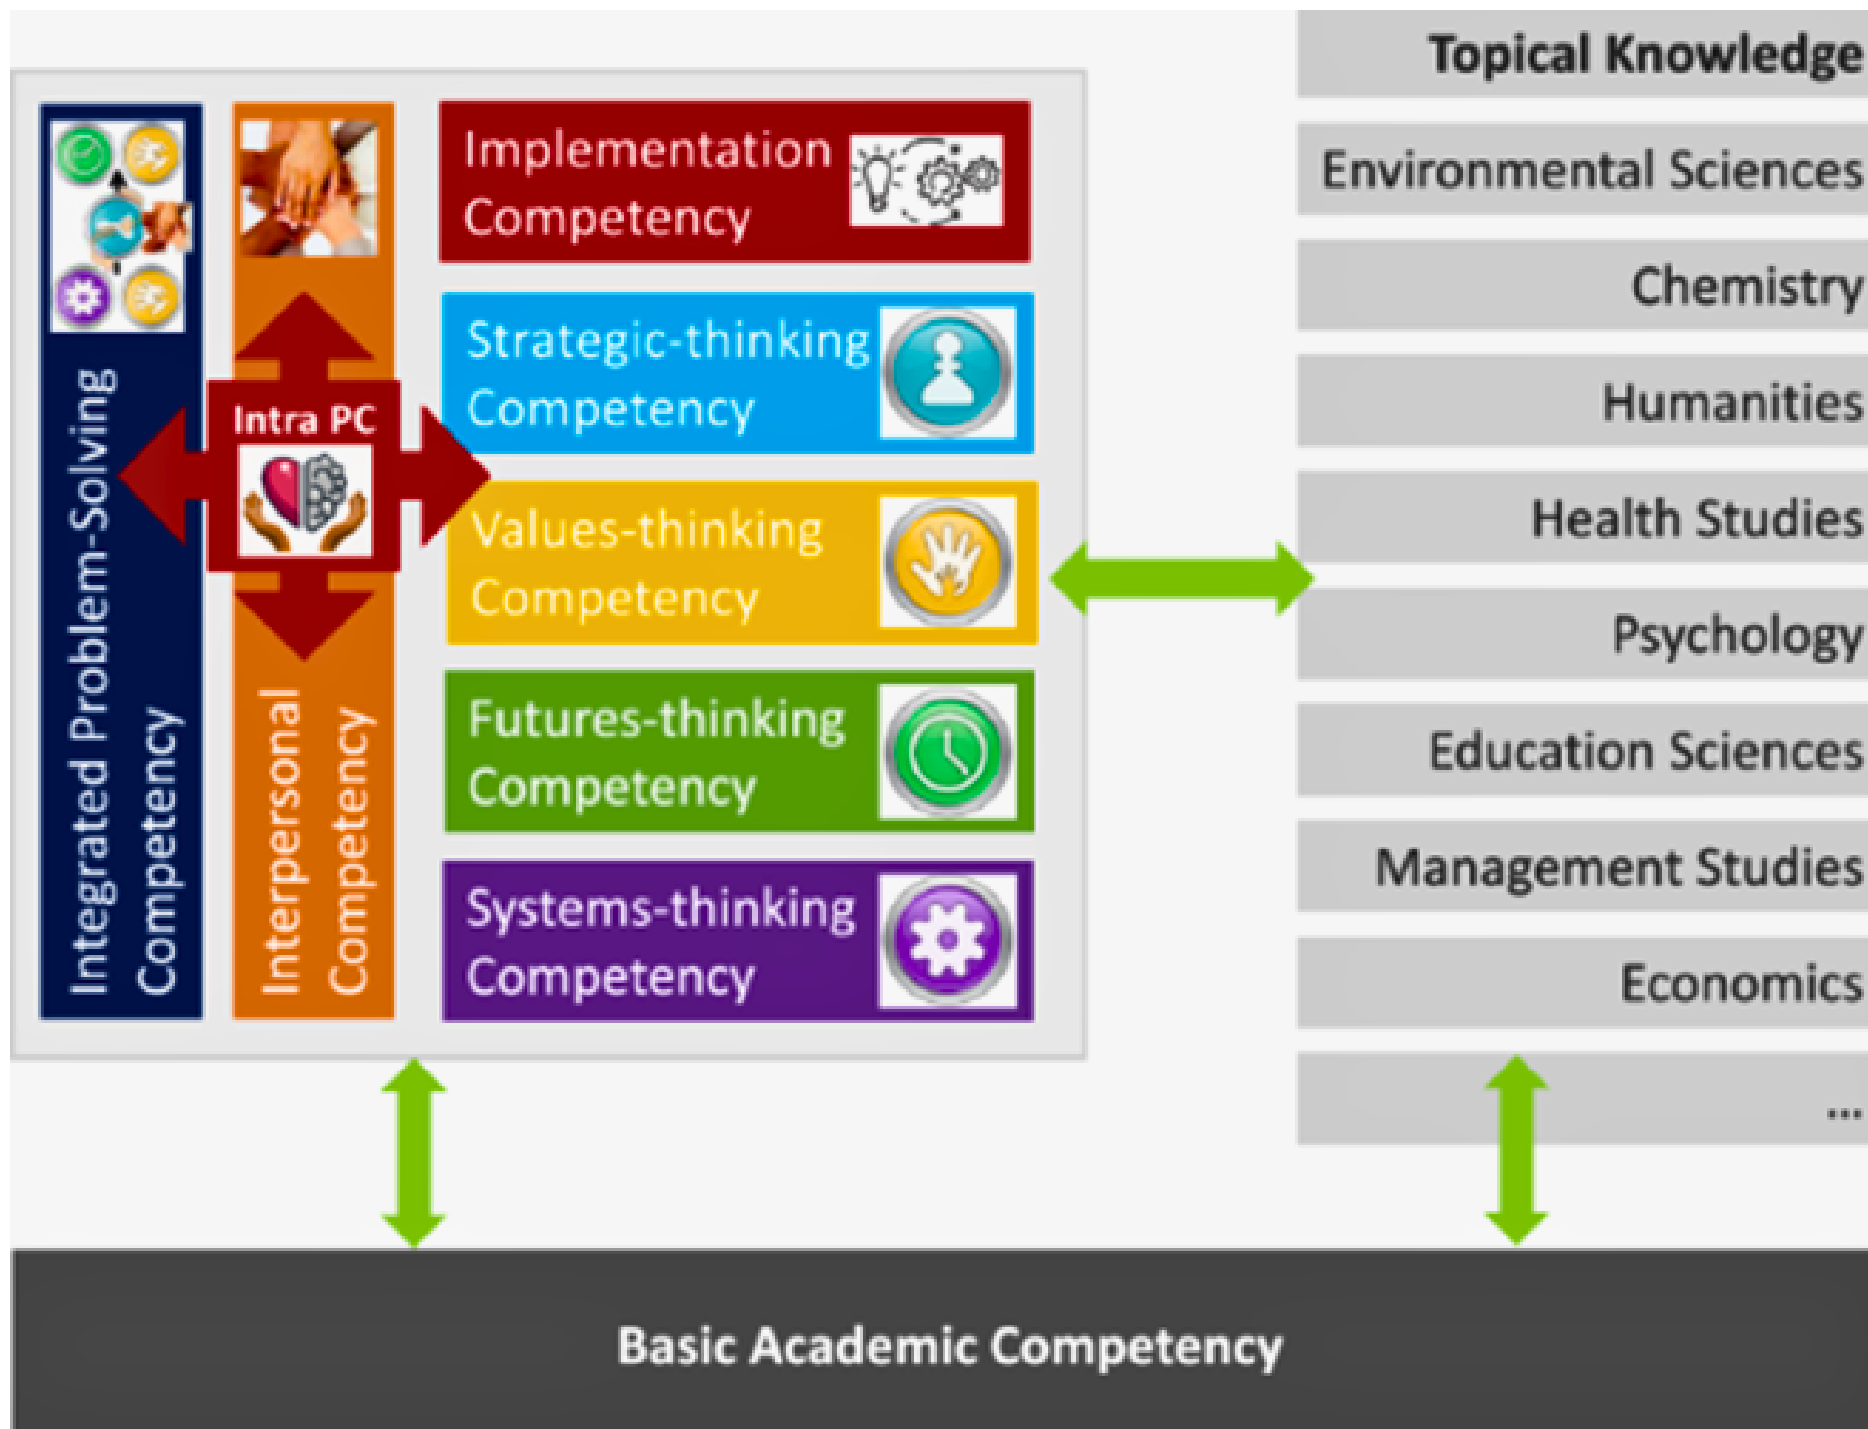 Integrated Problem-Solving
Competency
Interpersonal
Competency
Intra PC
Implementation
Competency
Strategic-thinking
Competency
Values-thinking
Competency
Futures-thinking
Competency
Systems-thinking
Competency
Topical Knowledge
Environmental Sciences
Chemistry
Humanities
Health Studies
Psychology
Education Sciences
Management Studies
Economics
...
Basic Academic Competency